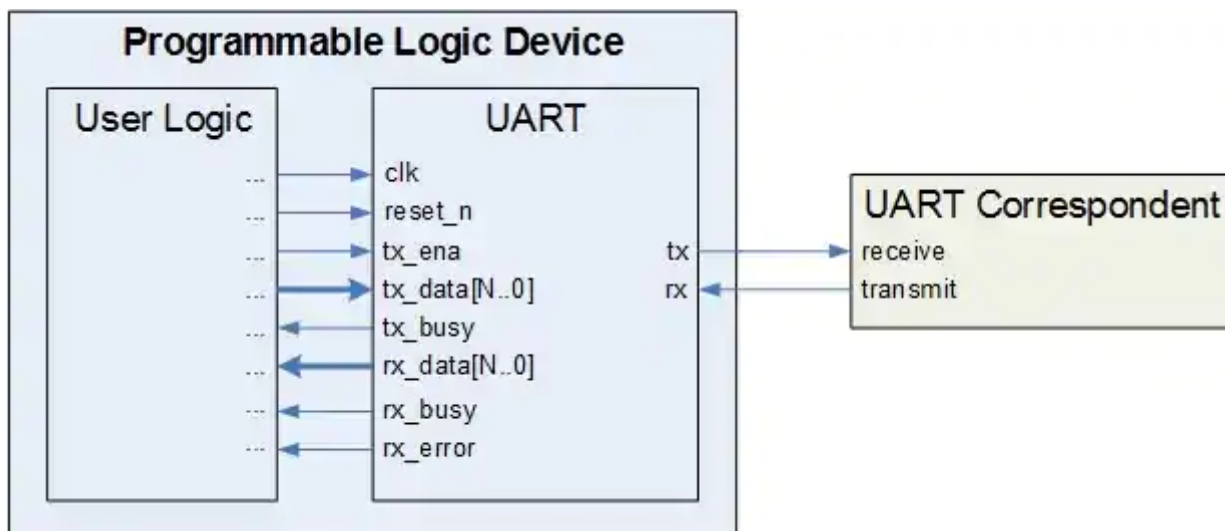 Programmable Logic Device
User Logic
UART
... clk
... reset_n
... tx_ena
tx
... tx_data[N..0]
rx
... tx_busy
... rx_data[N..0]
... rx_busy
... rx_error
UART Correspondent
receive
transmit